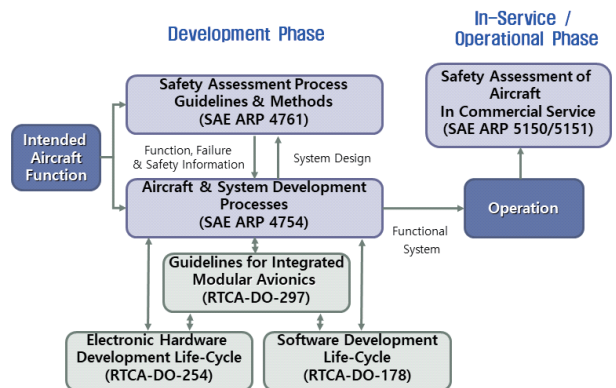 Development Phase
In-Service /
Operational Phase
Safety Assessment Process
Guidelines & Methods
(SAE ARP 4761)
Safety Assessment of
Aircraft
In Commercial Service
(SAE ARP 5150/5151)
Intended
Aircraft
Function
Function, Failure
& Safety Information
System Design
Aircraft & System Development
Processes
(SAE ARP 4754)
Operation
Functional
System
Guidelines for Integrated
Modular Avionics
(RTCA-DO-297)
Electronic Hardware
Development Life-Cycle
(RTCA-DO-254)
Software Development
Life-Cycle
(RTCA-DO-178)